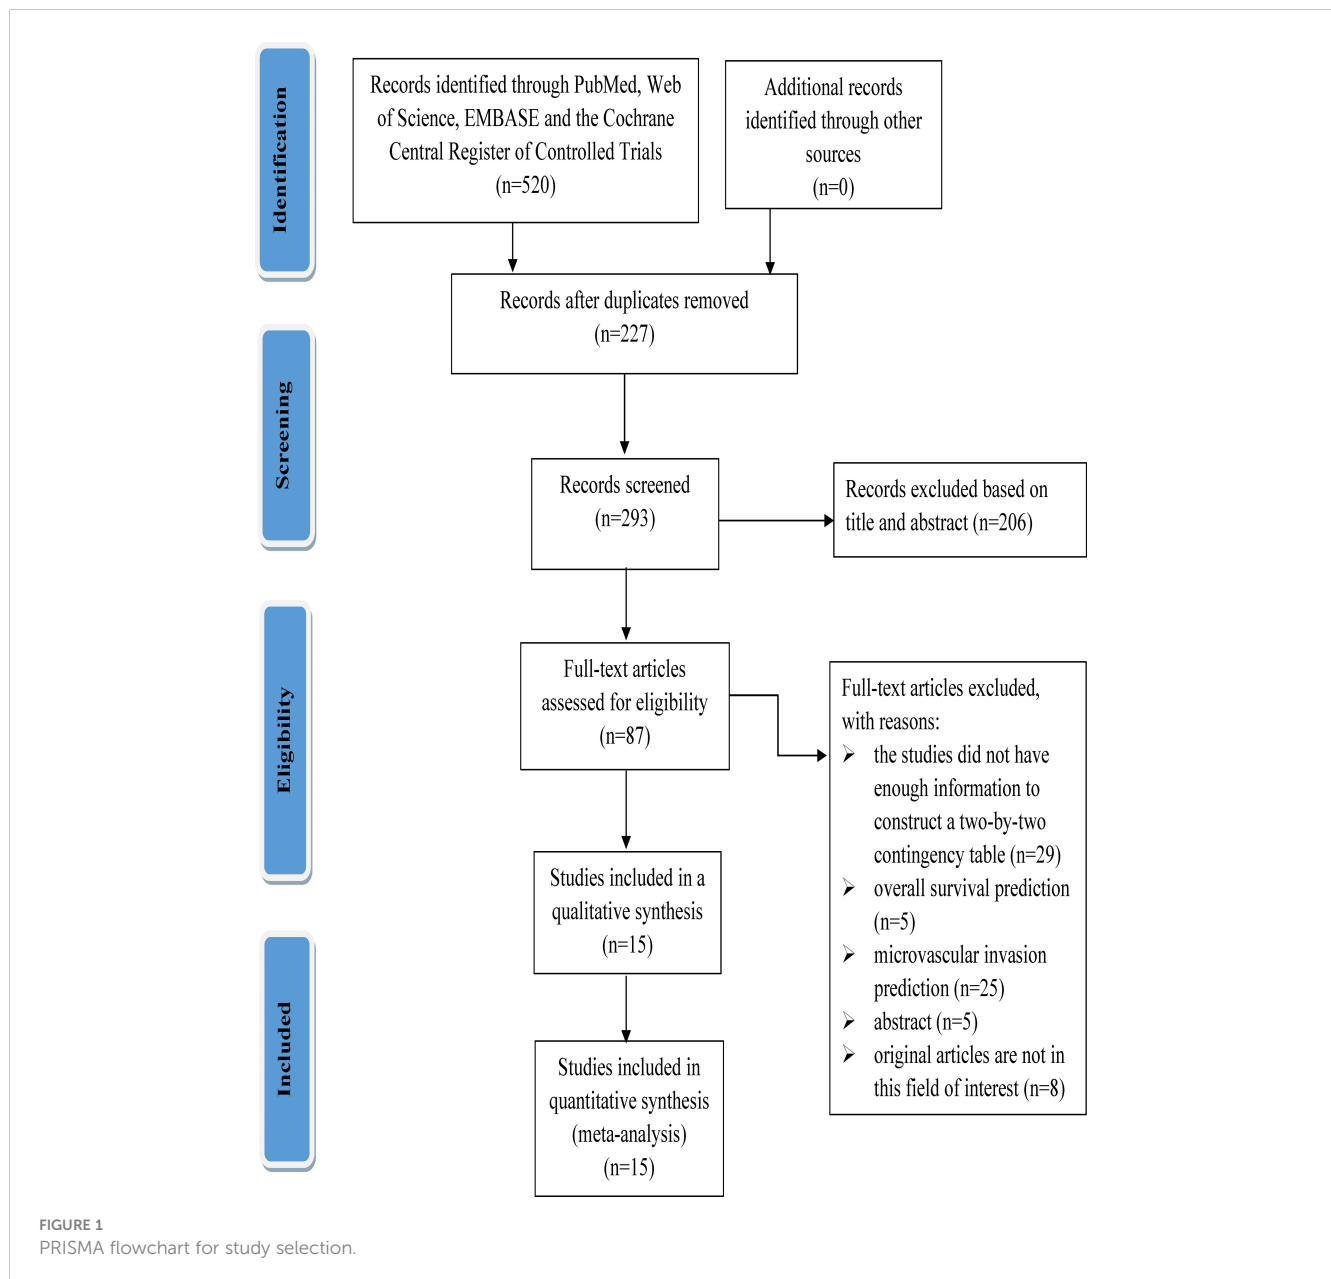 Identification
Records identified through PubMed, Web
of Science, EMBASE and the Cochrane
Central Register of Controlled Trials
(n=520)
Additional records
identified through other
sources
(n=0)
Records after duplicates removed
(n=227)
Screening
Records screened
(n=293)
Records excluded based on
title and abstract (n=206)
Eligibility
Full-text articles
assessed for eligibility
(n=87)
Full-text articles excluded,
with reasons:
➢ the studies did not have
enough information to
construct a two-by-two
contingency table (n=29)
➢ overall survival prediction
(n=5)
➢ microvascular invasion
prediction (n=25)
➢ abstract (n=5)
➢ original articles are not in
this field of interest (n=8)
Studies included in a
qualitative synthesis
(n=15)
Included
Studies included in
quantitative synthesis
(meta-analysis)
(n=15)
FIGURE 1
PRISMA flowchart for study selection.